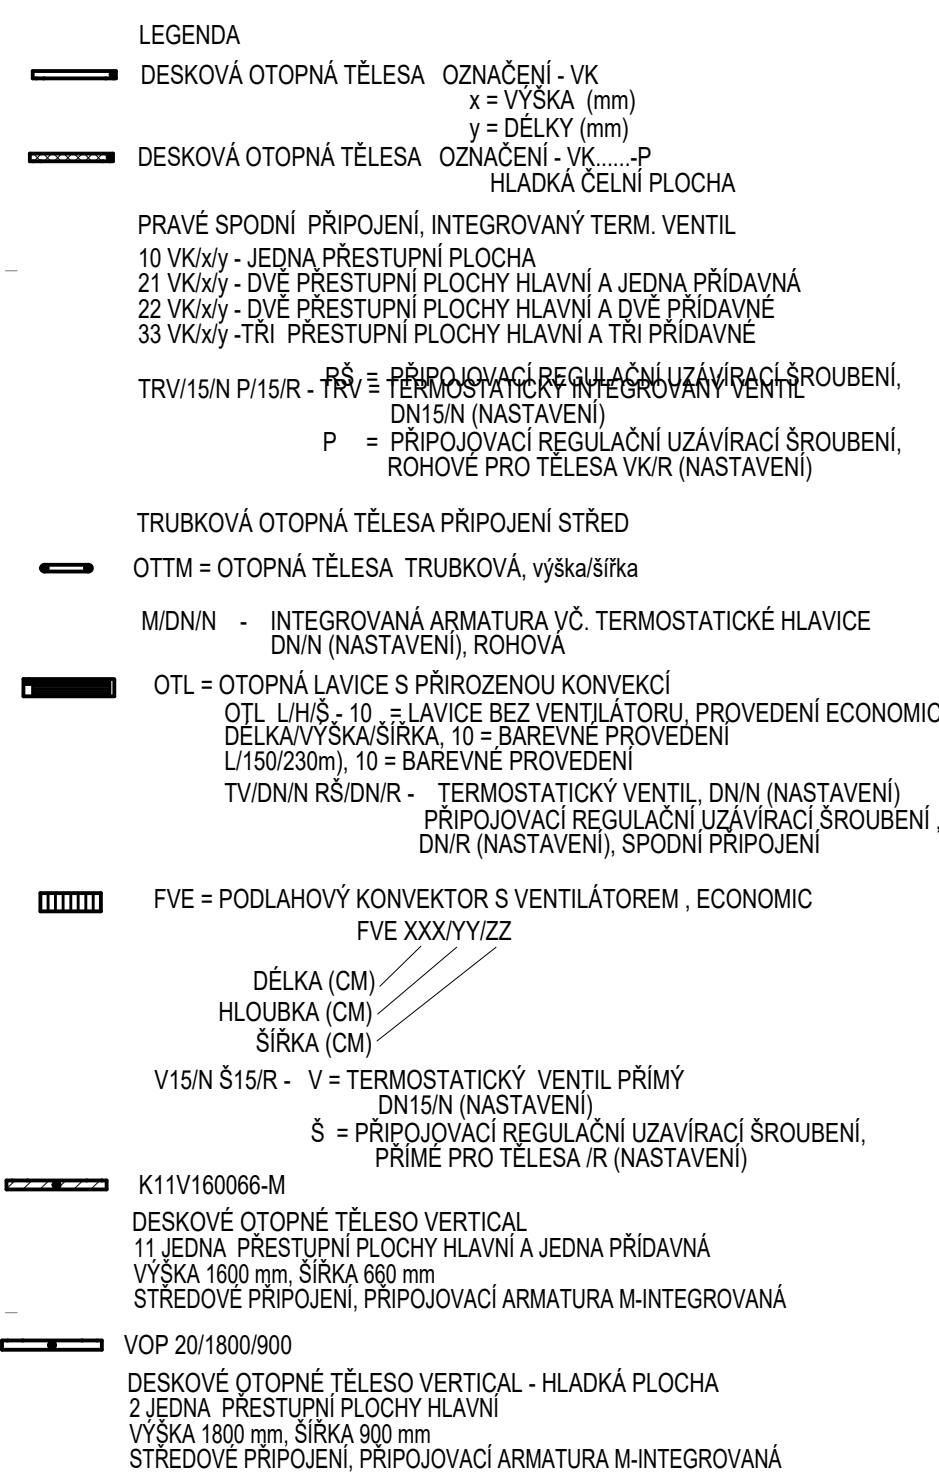 LEGENDA
DESKOVÁ OTOPNÁ TĚLESA OZNAČENÍ - VK
x = VÝŠKA (mm)
y = DÉLKY (mm)
DESKOVÁ OTOPNÁ TĚLESA OZNAČENÍ - VK......-P
HLADKÁ ČELNÍ PLOCHA
PRAVÉ SPODNÍ PŘIPOJENÍ, INTEGROVANÝ TERM. VENTIL
10 VK/x/y - JEDNA PŘESTUPNÍ PLOCHA
21 VK/x/y - DVĚ PŘESTUPNÍ PLOCHY HLAVNÍ A JEDNA PŘÍDAVNÁ
22 VK/x/y - DVĚ PŘESTUPNÍ PLOCHY HLAVNÍ A DVĚ PŘÍDAVNÉ
33 VK/x/y -TŘI PŘESTUPNÍ PLOCHY HLAVNÍ A TŘI PŘÍDAVNÉ
RŠ = PŘIPOJOVACÍ REGULAČNÍ UZÁVÍRACÍ ŠROUBENÍ,
TRV/15/N P/15/R - TRV = TERMOSTATICKÝ INTEGROVANÝ VENTIL
DN15/N (NASTAVENÍ)
P = PŘIPOJOVACÍ REGULAČNÍ UZÁVÍRACÍ ŠROUBENÍ,
ROHOVÉ PRO TĚLESA VK/R (NASTAVENÍ)
TRUBKOVÁ OTOPNÁ TĚLESA PŘIPOJENÍ STŘED
OTTM = OTOPNÁ TĚLESA TRUBKOVÁ, výška/šířka
M/DN/N - INTEGROVANÁ ARMATURA VČ. TERMOSTATICKÉ HLAVICE
DN/N (NASTAVENÍ), ROHOVÁ
OTL = OTOPNÁ LAVICE S PŘIROZENOU KONVEKCÍ
OTL L/H/Š - 10 = LAVICE BEZ VENTILÁTORU, PROVEDENÍ ECONOMIC
DÉLKA/VÝŠKA/ŠÍŘKA, 10 = BAREVNÉ PROVEDENÍ
L/150/230m), 10 = BAREVNÉ PROVEDENÍ
TV/DN/N RŠ/DN/R - TERMOSTATICKÝ VENTIL, DN/N (NASTAVENÍ)
PŘIPOJOVACÍ REGULAČNÍ UZÁVÍRACÍ ŠROUBENÍ ,
DN/R (NASTAVENÍ), SPODNÍ PŘIPOJENÍ
FVE = PODLAHOVÝ KONVEKTOR S VENTILÁTOREM , ECONOMIC
FVE XXX/YY/ZZ
DÉLKA (CM)
HLOUBKA (CM)
ŠÍŘKA (CM)
V15/N Š15/R - V = TERMOSTATICKÝ VENTIL PŘÍMÝ
DN15/N (NASTAVENÍ)
Š = PŘIPOJOVACÍ REGULAČNÍ UZAVÍRACÍ ŠROUBENÍ,
PŘÍMÉ PRO TĚLESA /R (NASTAVENÍ)
K11V160066-M
DESKOVÉ OTOPNÉ TĚLESO VERTICAL
11 JEDNA PŘESTUPNÍ PLOCHY HLAVNÍ A JEDNA PŘÍDAVNÁ
VÝŠKA 1600 mm, ŠÍŘKA 660 mm
STŘEDOVÉ PŘIPOJENÍ, PŘIPOJOVACÍ ARMATURA M-INTEGROVANÁ
VOP 20/1800/900
DESKOVÉ OTOPNÉ TĚLESO VERTICAL - HLADKÁ PLOCHA
2 JEDNA PŘESTUPNÍ PLOCHY HLAVNÍ
VÝŠKA 1800 mm, ŠÍŘKA 900 mm
STŘEDOVÉ PŘIPOJENÍ, PŘIPOJOVACÍ ARMATURA M-INTEGROVANÁ